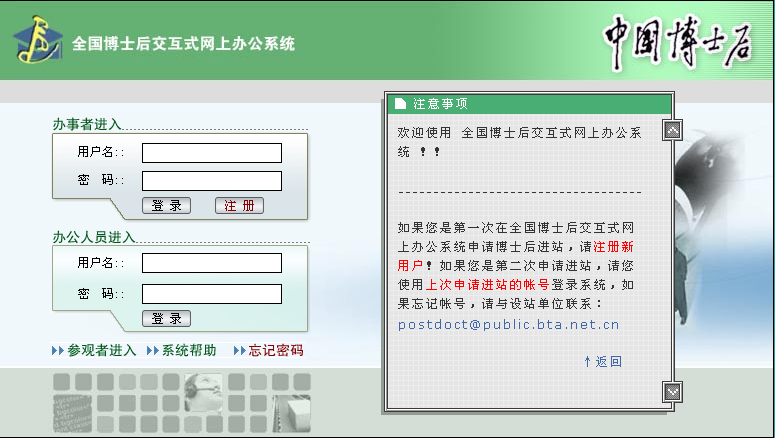 全国博士后交互式网上办公系统
中国博士后
办事者进入
用户名::
密 码::
登 录
注 册
办公人员进入
用户名::
密 码::
登 录
参观者进入 系统帮助 忘记密码
注意事项
欢迎使用 全国博士后交互式网上办公系
统 ！！
-----------------------------------
如果您是第一次在全国博士后交互式网
上办公系统申请博士后进站，请注册新
用户！如果您是第二次申请进站，请您
使用上次申请进站的帐号登录系统，如
果忘记帐号，请与设站单位联系：
postdoct@public.bta.net.cn
↑返回